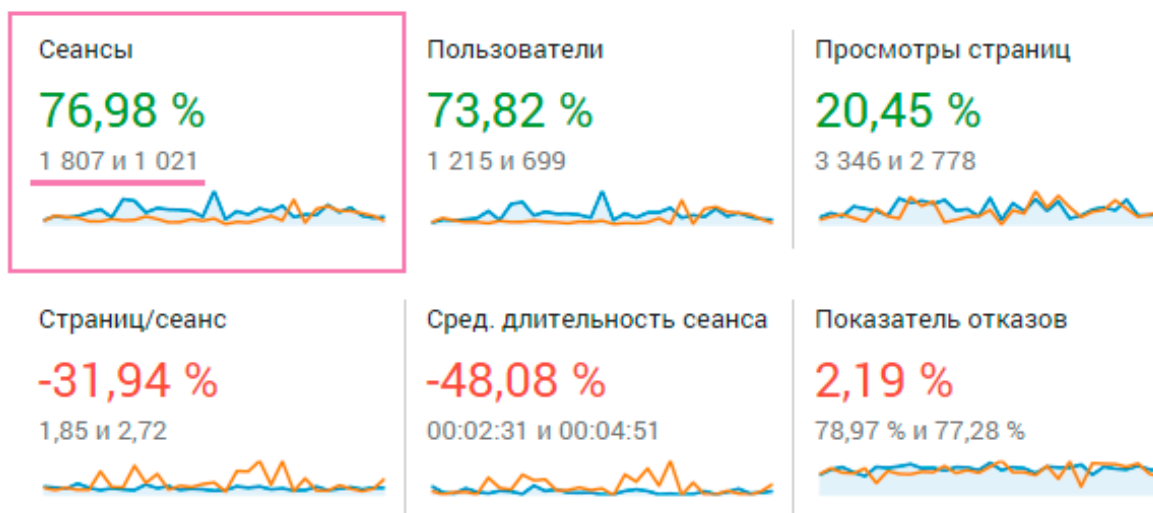 Сеансы
76,98 %
1 807 и 1 021
Пользователи
73,82 %
1 215 и 699
Просмотры страниц
20,45 %
3 346 и 2 778
Страниц/сеанс
-31,94 %
1,85 и 2,72
Сред. длительность сеанса
-48,08 %
00:02:31 и 00:04:51
Показатель отказов
2,19 %
78,97 % и 77,28 %